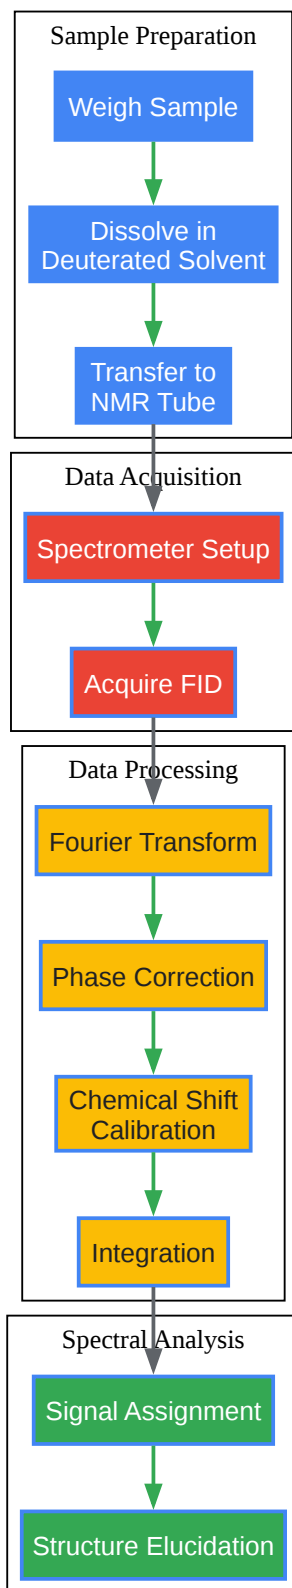 Sample Preparation
Weigh Sample
Dissolve in
Deuterated Solvent
Transfer to
NMR Tube
Data Acquisition
Spectrometer Setup
Acquire FID
Data Processing
Fourier Transform
Phase Correction
Chemical Shift
Calibration
Integration
Spectral Analysis
Signal Assignment
Structure Elucidation